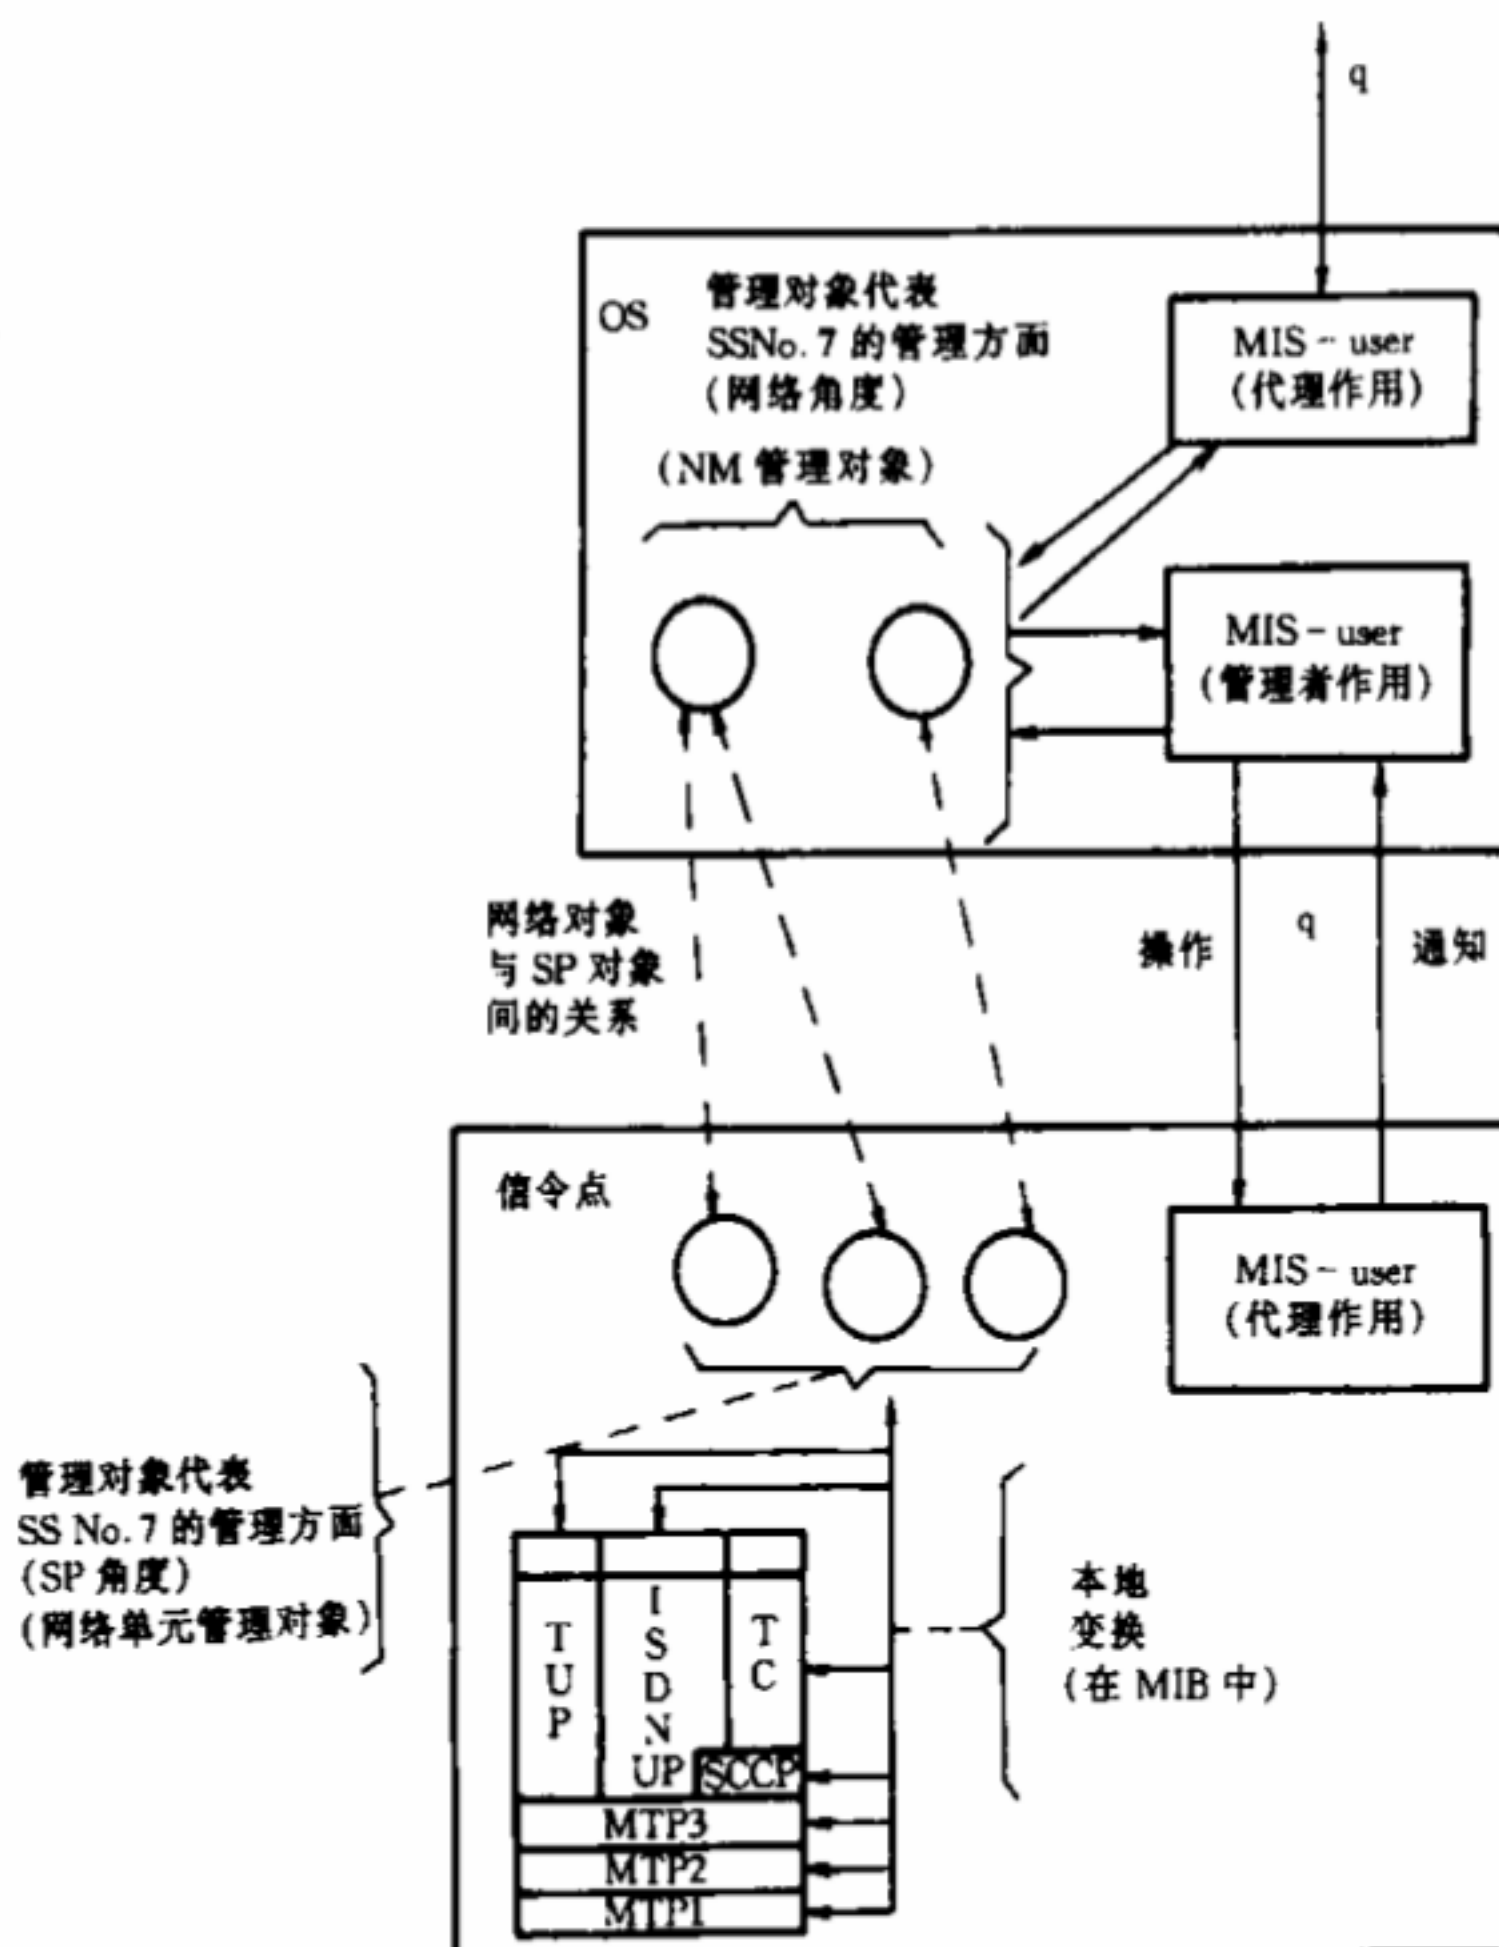 q
OS
管理对象代表
SSNo.7 的管理方面
(网络角度)
(NM 管理对象)
MIS-user
(代理作用)
MIS-user
(管理者作用)
网络对象
与 SP 对象
间的关系
操作
q
通知
信令点
MIS-user
(代理作用)
管理对象代表
SS No.7 的管理方面
(SP 角度)
(网络单元管理对象)
TUP
ISDN
UP
TC
SCCP
MTP3
MTP2
MTP1
本地
变换
(在 MIB 中)